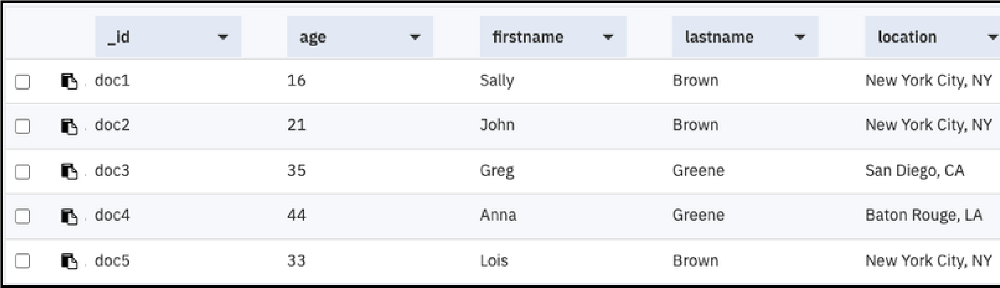 _id age firstname lastname location
doc1 16 Sally Brown New York City, NY
doc2 21 John Brown New York City, NY
doc3 35 Greg Greene San Diego, CA
doc4 44 Anna Greene Baton Rouge, LA
doc5 33 Lois Brown New York City, NY